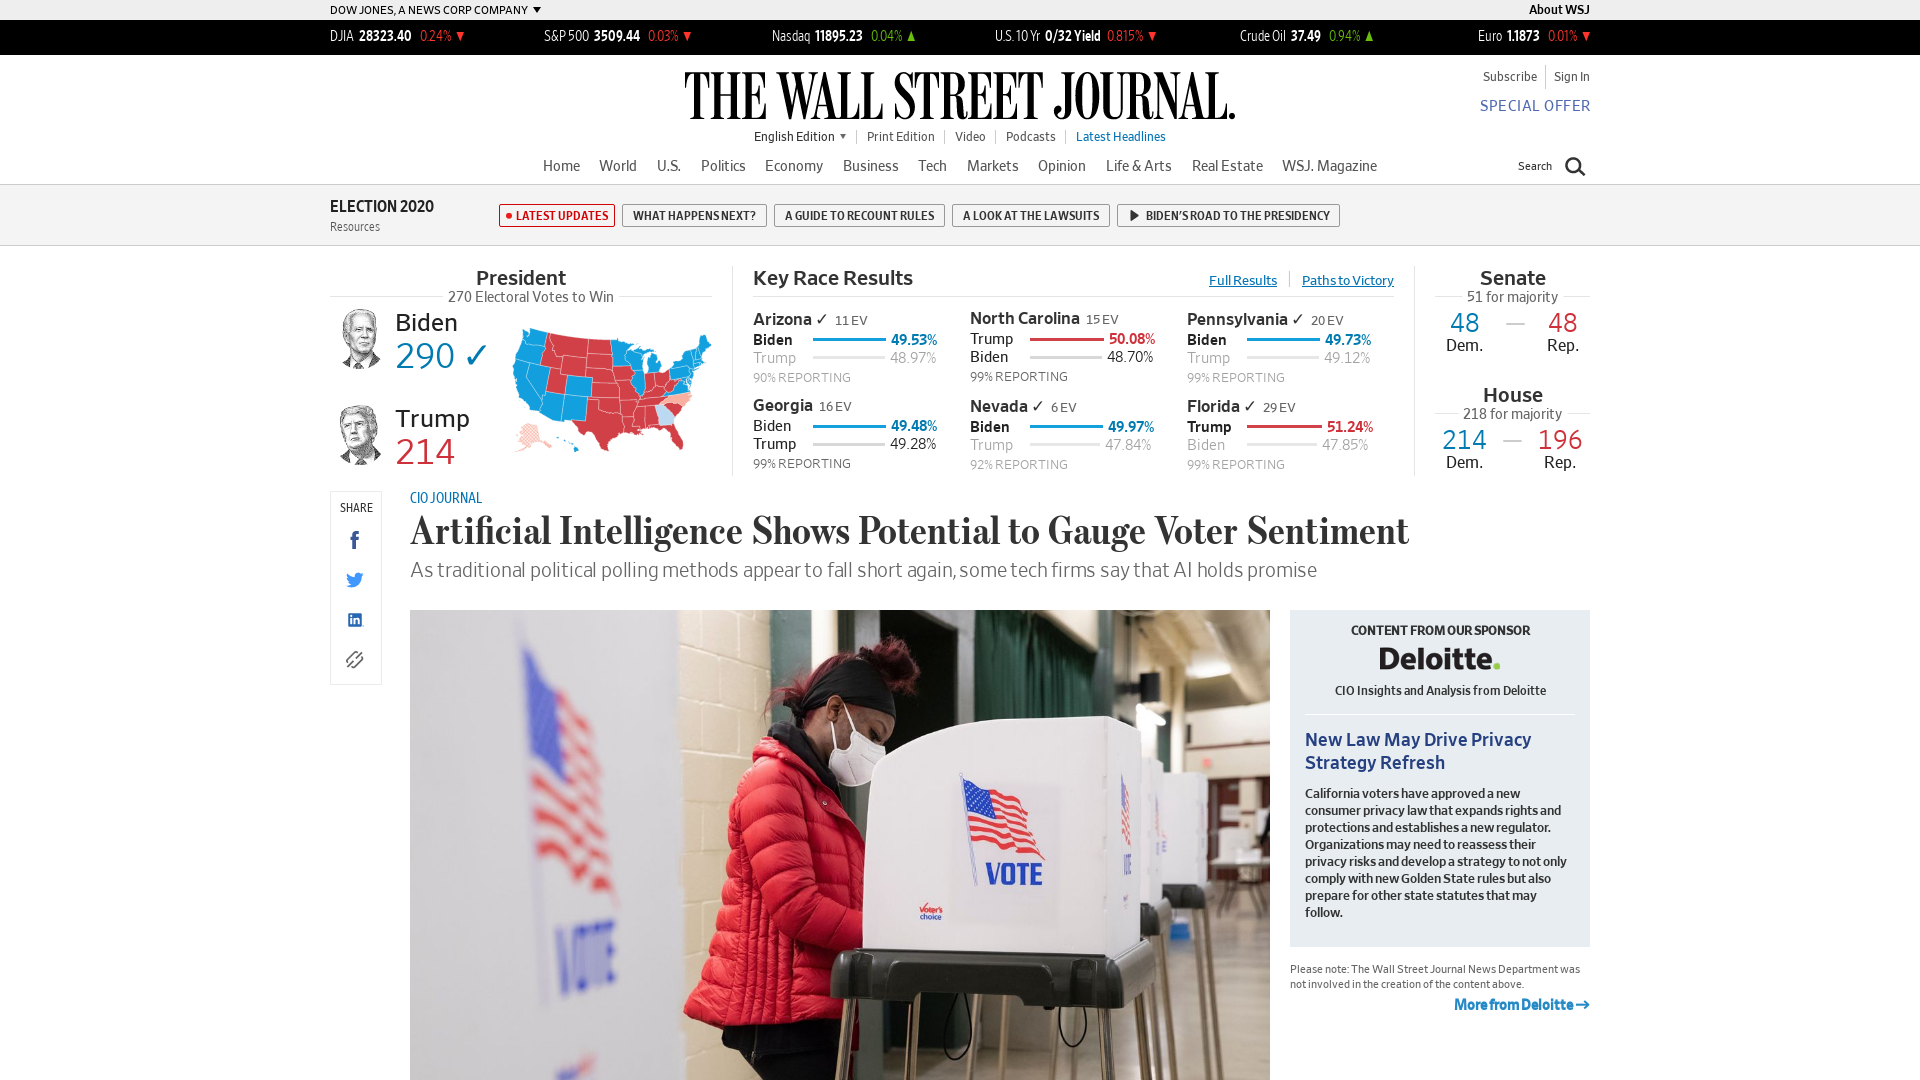 DOW JONES, A NEWS CORP COMPANY
About WSJ
DJIA 28323.40 0.24%
S&P 500 3509.44 0.03%
Nasdaq 11895.23 0.04%
U.S. 10 Yr 0/32 Yield 0.815%
Crude Oil 37.49 0.94%
Euro 1.1873 0.01%
THE WALL STREET JOURNAL.
Subscribe
Sign In
SPECIAL OFFER
English Edition
Print Edition
Video
Podcasts
Latest Headlines
Home World U.S. Politics Economy Business Tech Markets Opinion Life & Arts Real Estate WSJ. Magazine
Search
ELECTION 2020
Resources
LATEST UPDATES
WHAT HAPPENS NEXT?
A GUIDE TO RECOUNT RULES
A LOOK AT THE LAWSUITS
BIDEN'S ROAD TO THE PRESIDENCY
President
270 Electoral Votes to Win
Biden
290 ✓
Trump
214
Key Race Results
Full Results
Paths to Victory
Arizona ✓ 11 EV
Biden 49.53%
Trump 48.97%
90% REPORTING
North Carolina 15 EV
Trump 50.08%
Biden 48.70%
99% REPORTING
Pennsylvania ✓ 20 EV
Biden 49.73%
Trump 49.12%
99% REPORTING
Georgia 16 EV
Biden 49.48%
Trump 49.28%
99% REPORTING
Nevada ✓ 6 EV
Biden 49.97%
Trump 47.84%
92% REPORTING
Florida ✓ 29 EV
Trump 51.24%
Biden 47.85%
99% REPORTING
Senate
51 for majority
48 — 48
Dem. Rep.
House
218 for majority
214 — 196
Dem. Rep.
SHARE
CIO JOURNAL
Artificial Intelligence Shows Potential to Gauge Voter Sentiment
As traditional political polling methods appear to fall short again, some tech firms say that AI holds promise
VOTE
VOTE
voter's
choice
VOTE
CONTENT FROM OUR SPONSOR
Deloitte.
CIO Insights and Analysis from Deloitte
New Law May Drive Privacy
Strategy Refresh
California voters have approved a new
consumer privacy law that expands rights and
protections and establishes a new regulator.
Organizations may need to reassess their
privacy risks and develop a strategy to not only
comply with new Golden State rules but also
prepare for other state statutes that may
follow.
Please note: The Wall Street Journal News Department was
not involved in the creation of the content above.
More from Deloitte →